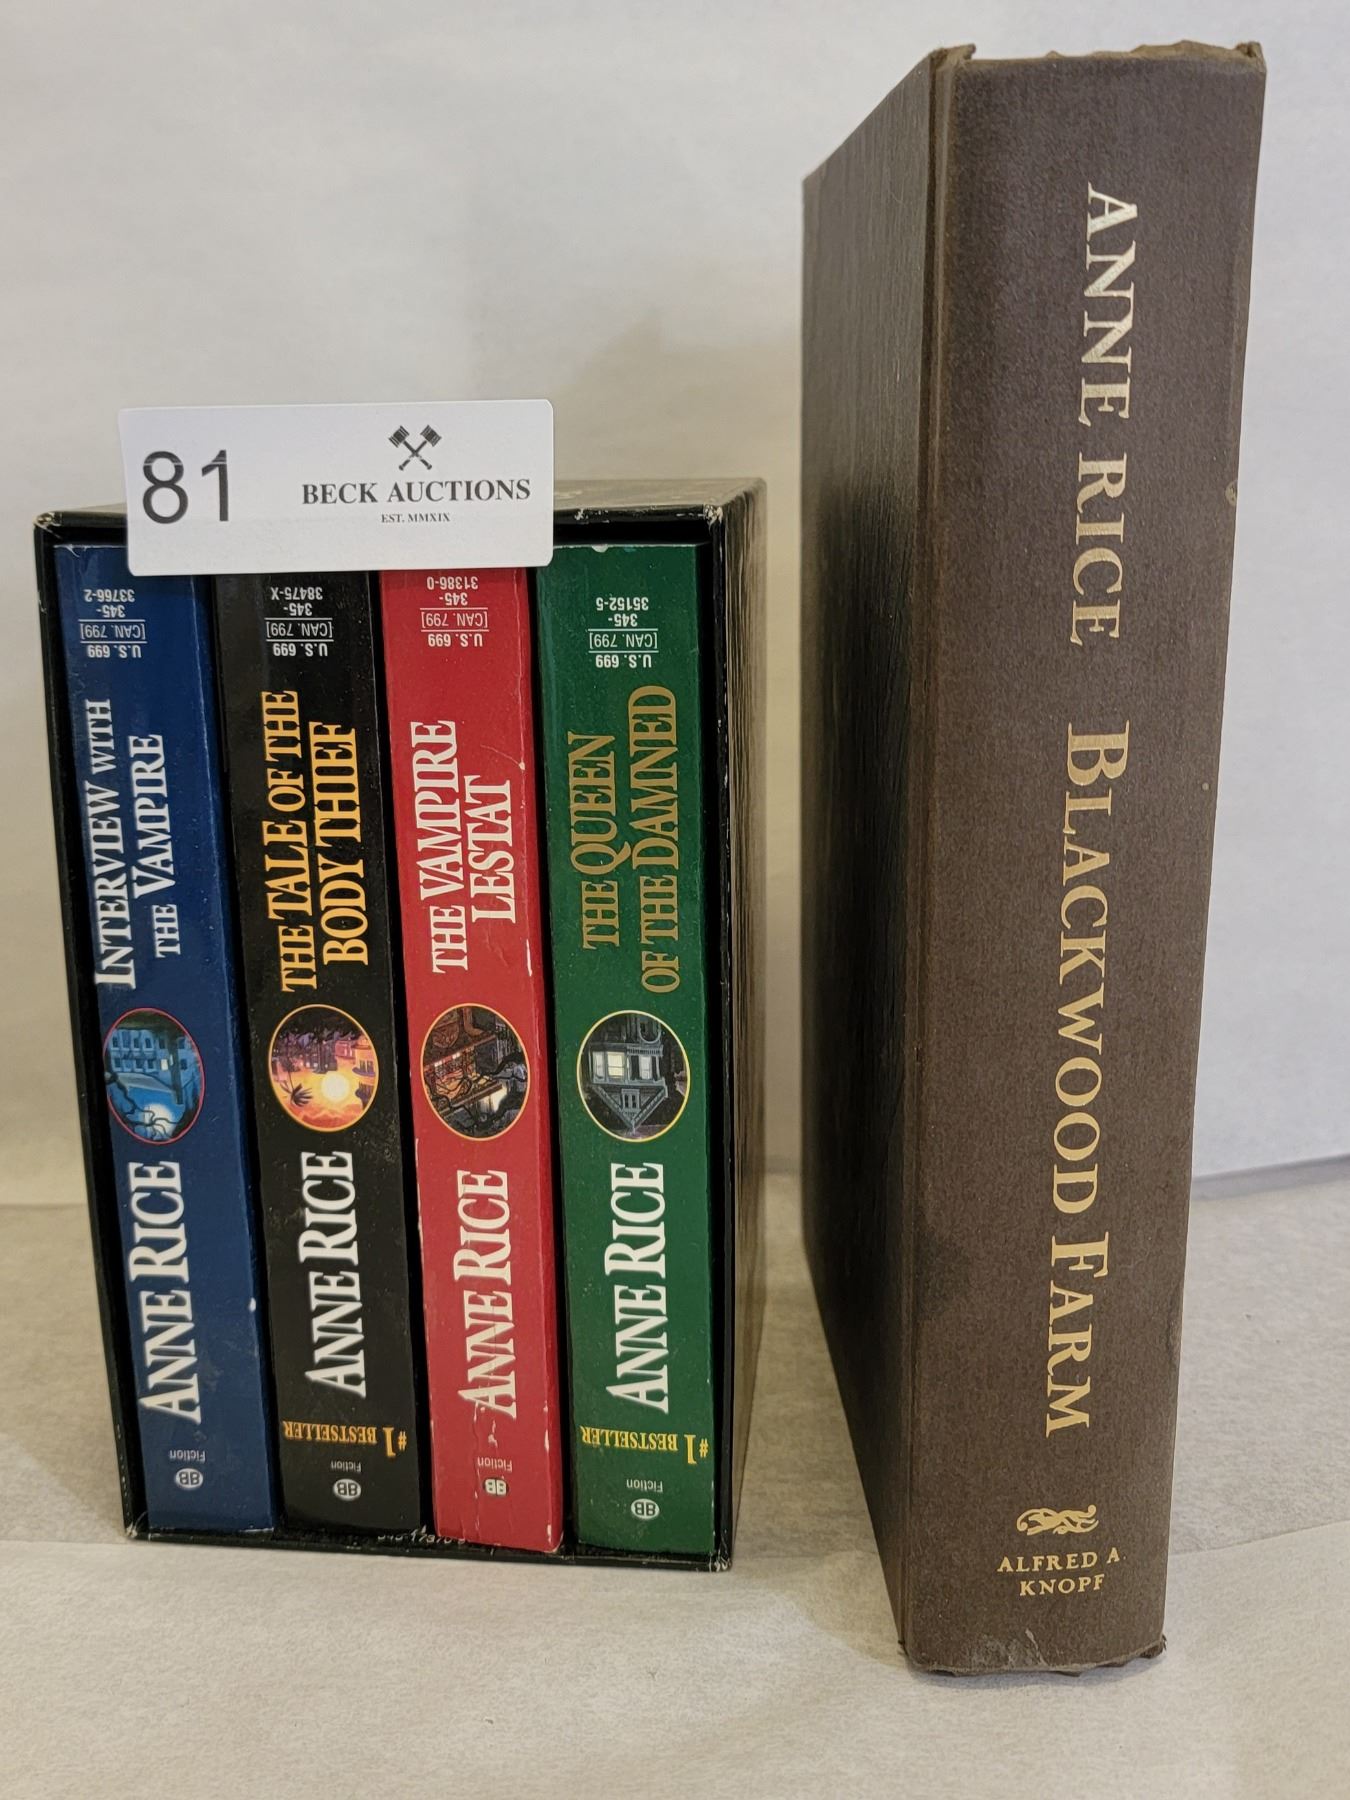 81
BECK AUCTIONS
EST. MMXIX
Fiction
ANNE RICE
INTERVIEW WITH
THE VAMPIRE
U.S. 699
[CAN. 799]
345-
33766-2
Fiction
#1 BESTSELLER
ANNE RICE
THE TALE OF THE
BODY THIEF
U.S. 699
[CAN. 799]
345-
38475-X
BB
Fiction
ANNE RICE
THE VAMPIRE
LESTAT
U.S. 699
[CAN. 799]
345-
31386-0
BB
Fiction
#1 BESTSELLER
ANNE RICE
THE QUEEN
OF THE DAMNED
U.S. 699
[CAN. 799]
345-
35152-5
ANNE RICE BLACKWOOD FARM
ALFRED A.
KNOPF